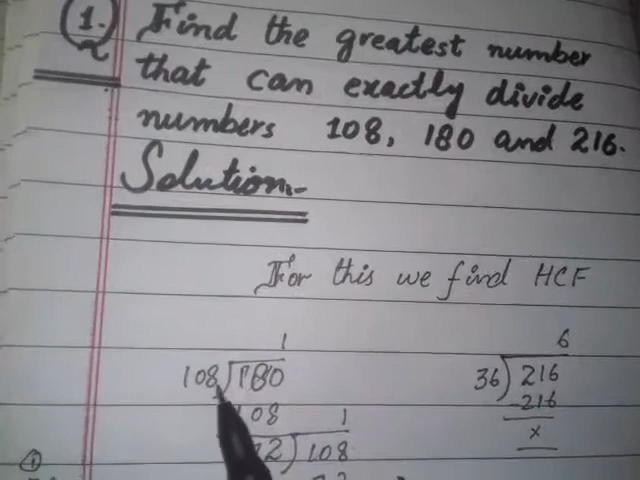 1. Find the greatest number
Q that can exactly divide
numbers 108, 180 and 216.
Solution:-
For this we find HCF
1
6
108)180
36)216
108
1
-216
)108
x